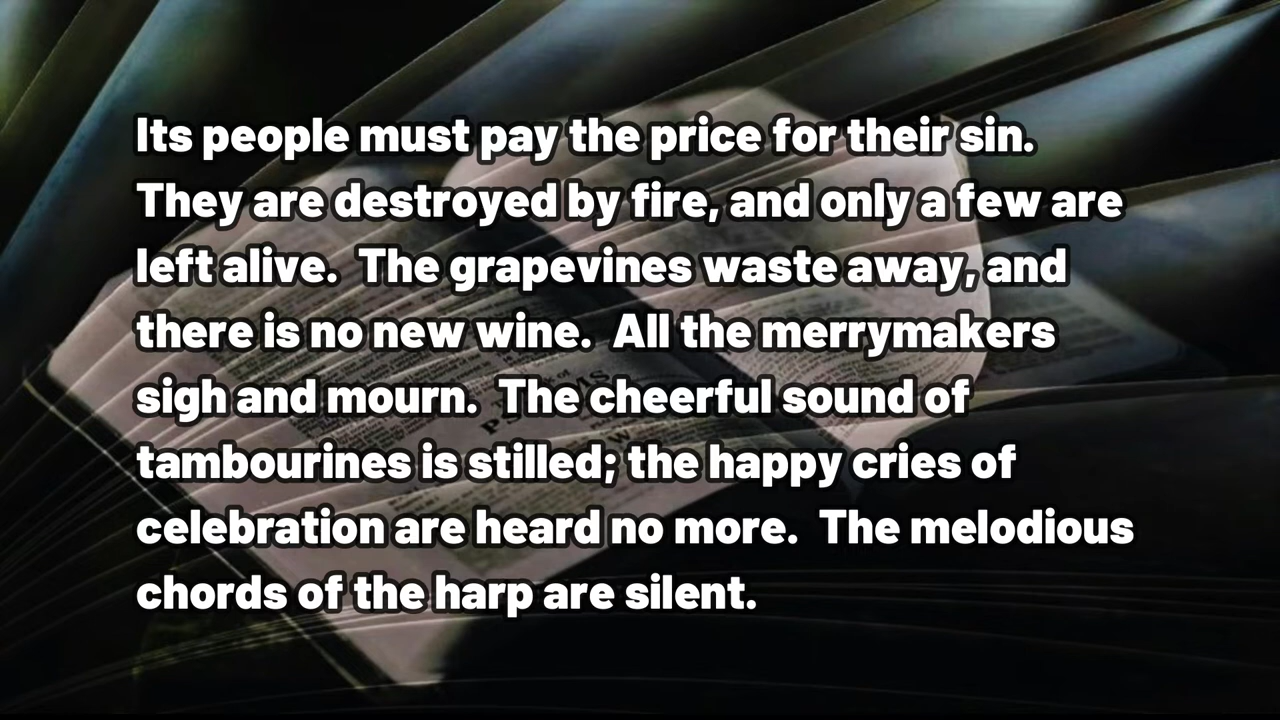 Its people must pay the price for their sin.
They are destroyed by fire, and only a few are
left alive.  The grapevines waste away, and
there is no new wine.  All the merrymakers
sigh and mourn.  The cheerful sound of
tambourines is stilled; the happy cries of
celebration are heard no more.  The melodious
chords of the harp are silent.